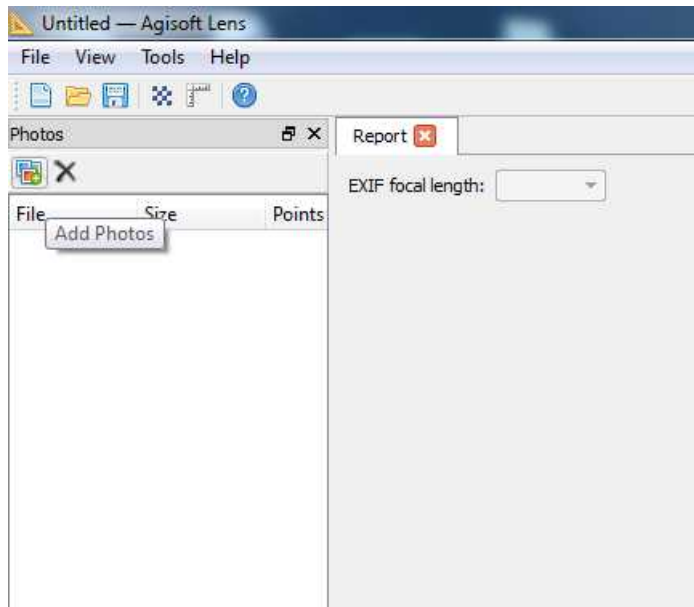 Untitled — Agisoft Lens
File View Tools Help
Photos
Report
EXIF focal length:
File Size Points
Add Photos